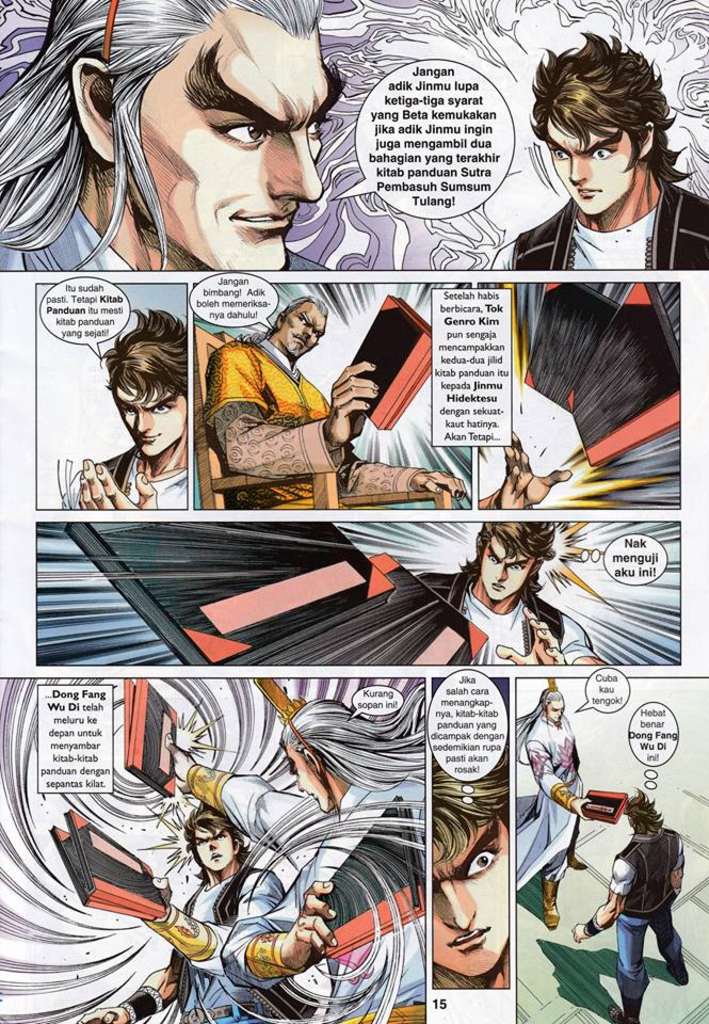 Jangan
adik Jinmu lupa
ketiga-tiga syarat
yang Beta kemukakan
jika adik Jinmu ingin
juga mengambil dua
bahagian yang terakhir
kitab panduan Sutra
Pembasuh Sumsum
Tulang!
Itu sudah
pasti. Tetapi Kitab
Panduan itu mesti
kitab panduan
yang sejati!
Jangan
bimbang! Adik
boleh memeriksa-
nya dahulu!
Setelah habis
berbicara, Tok
Genro Kim
pun sengaja
mencampakkan
kedua-dua jilid
kitab panduan itu
kepada Jinmu
Hidektesu
dengan sekuat-
kaut hatinya.
Akan Tetapi...
Nak
menguji
aku ini!
...Dong Fang
Wu Di telah
meluru ke
depan untuk
menyambar
kitab-kitab
panduan dengan
sepantas kilat.
Kurang
sopan ini!
Jika
salah cara
menangkap-
nya, kitab-kitab
panduan yang
dicampak dengan
sedemikian rupa
pasti akan
rosak!
Cuba
kau
tengok!
Hebat
benar
Dong Fang
Wu Di
ini!
15